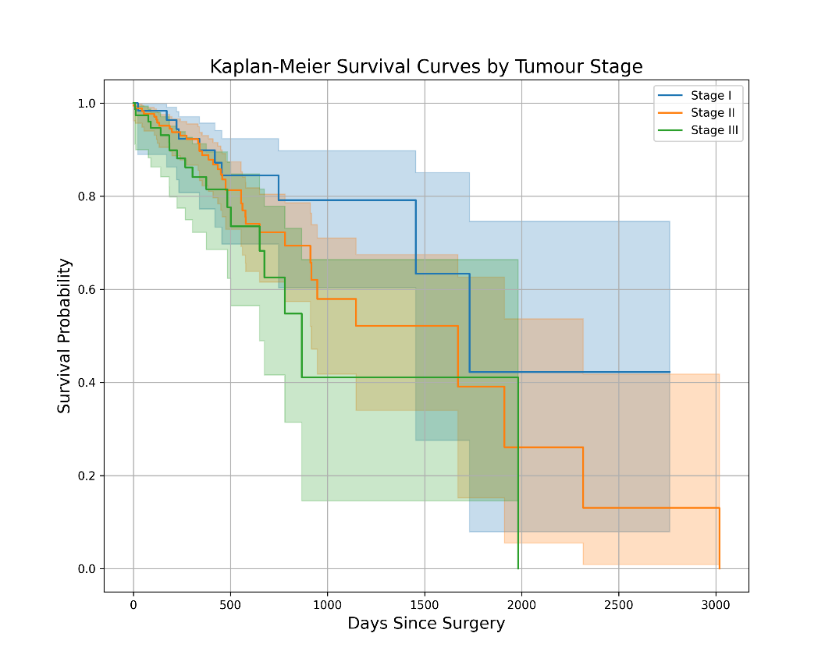 Kaplan-Meier Survival Curves by Tumour Stage
Stage I
Stage II
Stage III
Survival Probability
1.0
0.8
0.6
0.4
0.2
0.0
0 500 1000 1500 2000 2500 3000
Days Since Surgery